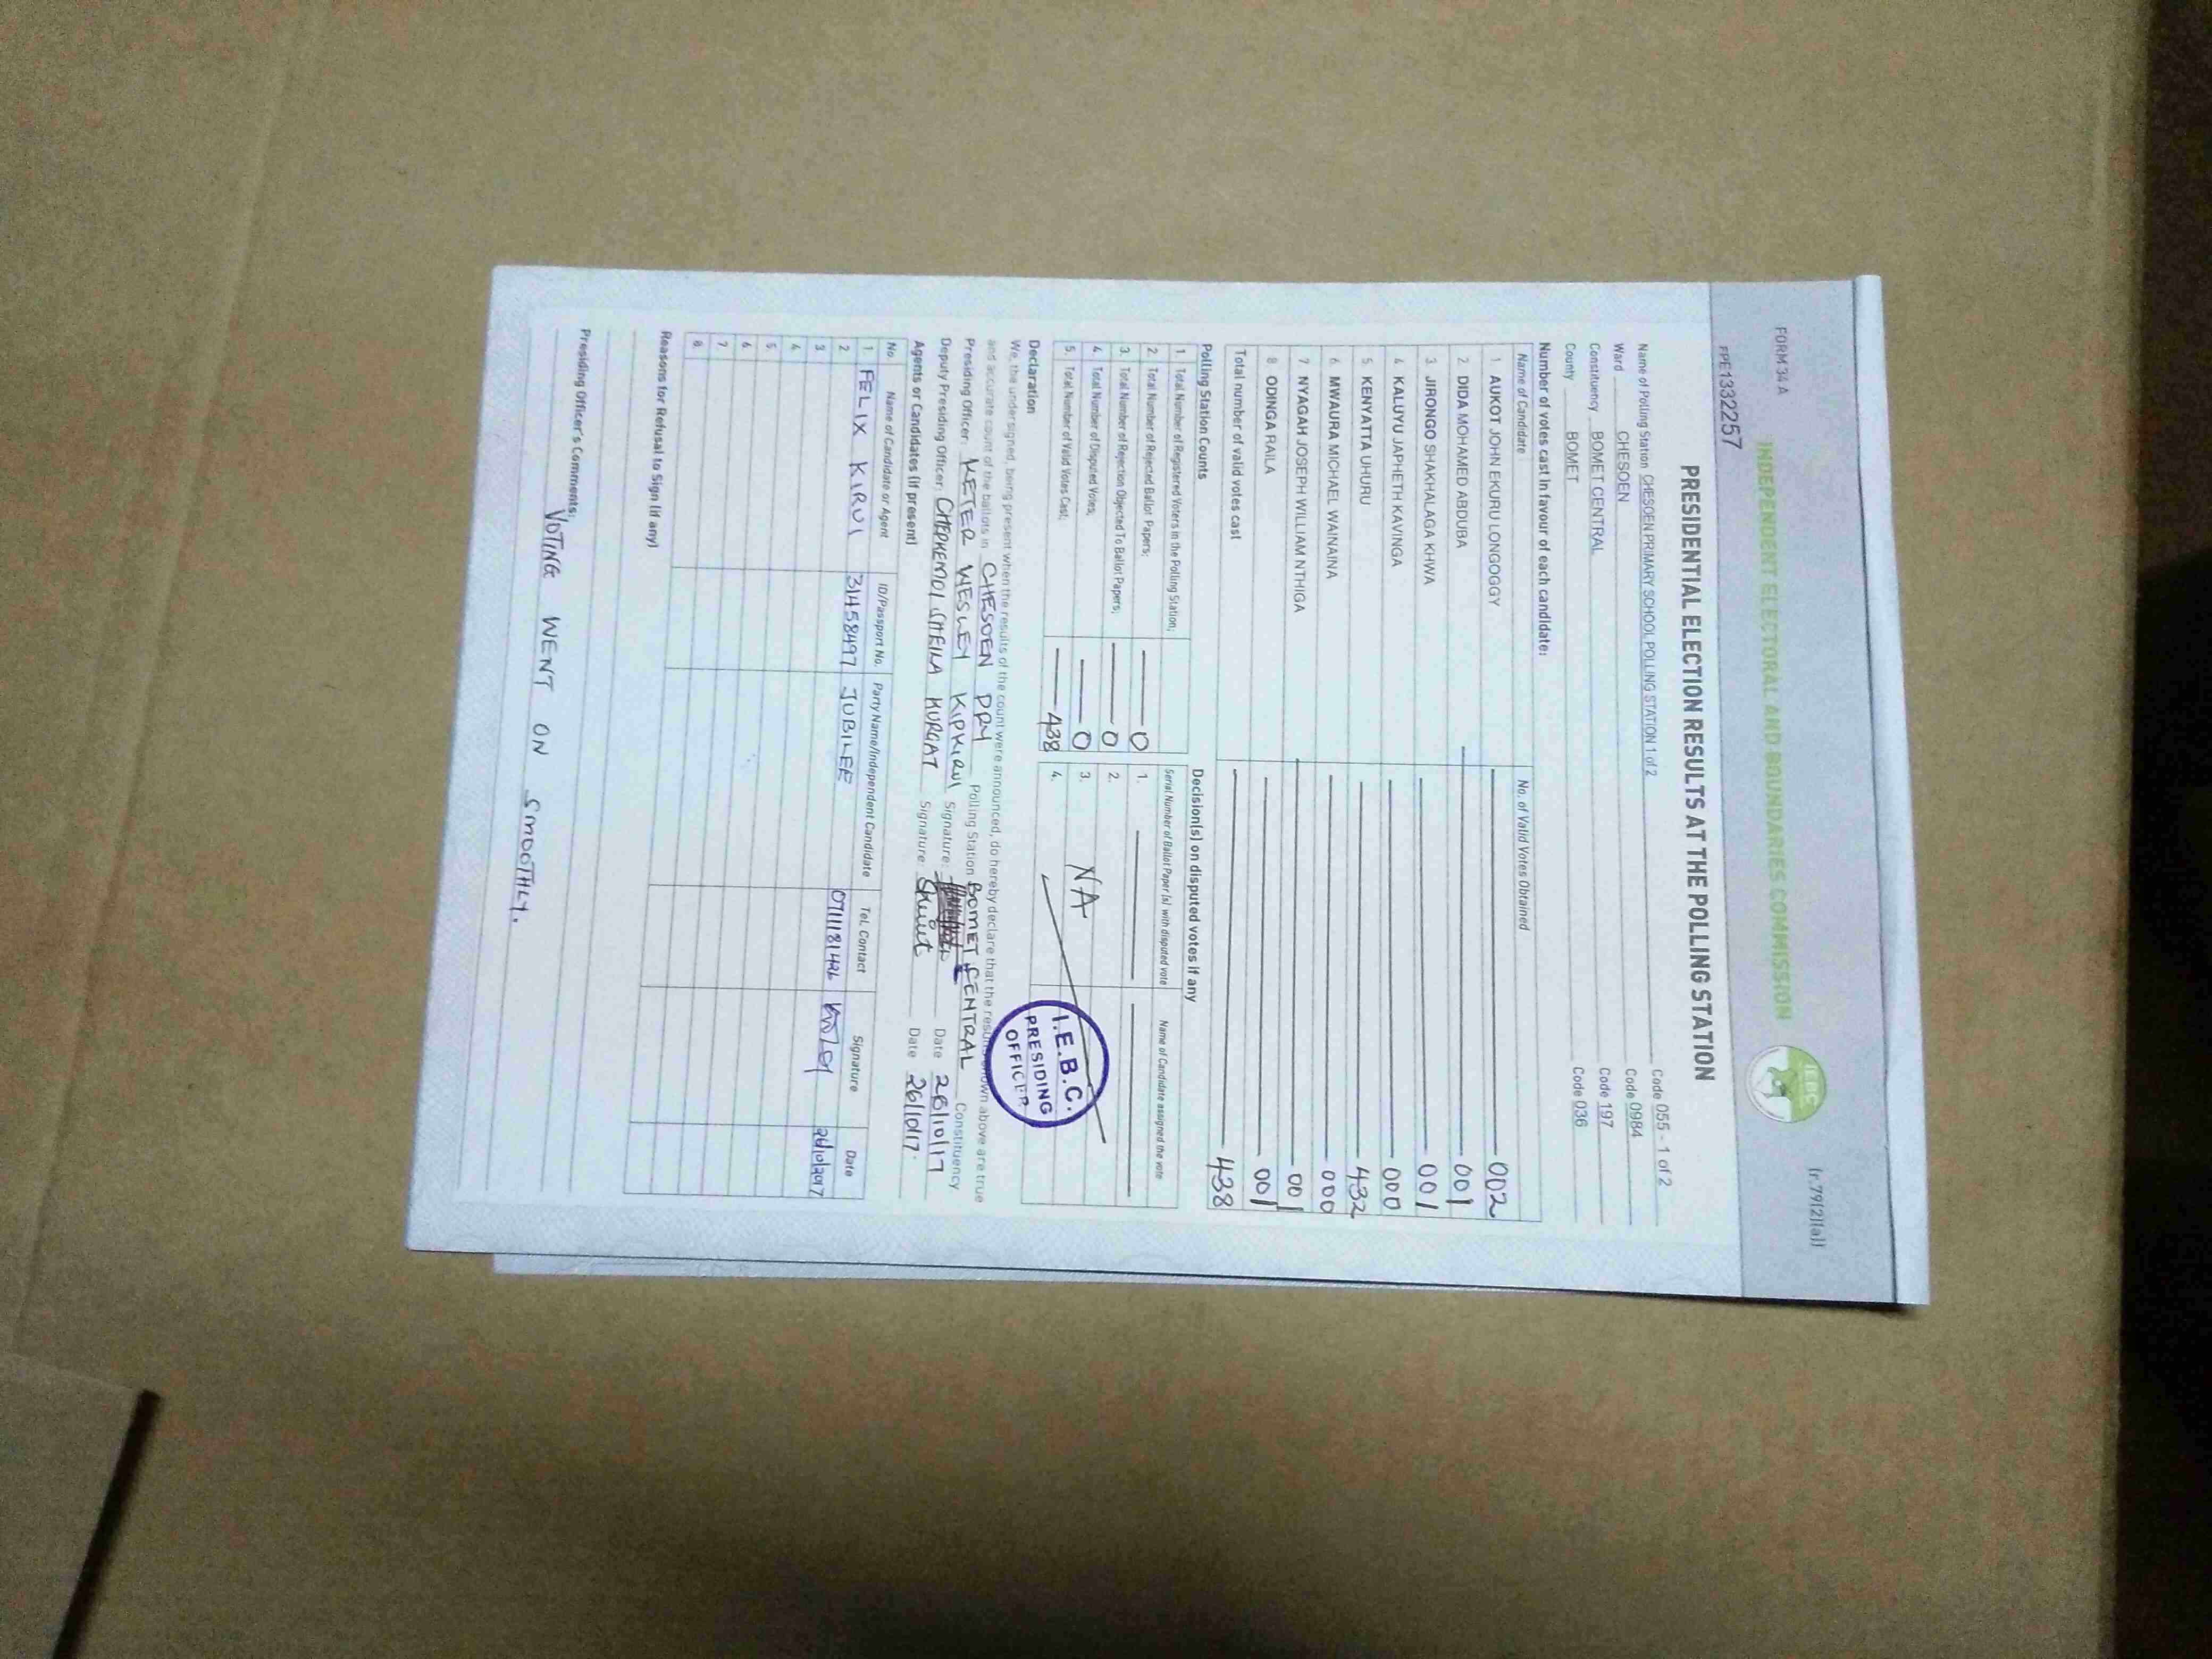 FORM 34 A
(r.79(2)(a))
INDEPENDENT ELECTORAL AND BOUNDARIES COMMISSION
IEBC
PPE1332257
PRESIDENTIAL ELECTION RESULTS AT THE POLLING STATION
Name of Polling Station CHESOEN PRIMARY SCHOOL POLLING STATION 1 of 2 Code 055 - 1 of 2
Ward CHESOEN Code 0984
Constituency BOMET CENTRAL Code 197
County BOMET Code 036
Number of votes cast in favour of each candidate:
Name of Candidate No. of Valid Votes Obtained
1 AUKOT JOHN EKURU LONGOGGY 002
2 DIDA MOHAMED ABDUBA 001
3 JIRONGO SHAKHALAGA KHWA 001
4 KALUYU JAPHETH KAVINGA 000
5 KENYATTA UHURU 432
6 MWAURA MICHAEL WAINAINA 000
7 NYAGAH JOSEPH WILLIAM NTHIGA 001
8 ODINGA RAILA 001
Total number of valid votes cast 438
Polling Station Counts
1. Total Number of Registered Voters in the Polling Station;
2. Total Number of Rejected Ballot Papers; 0
3. Total Number of Rejection Objected To Ballot Papers; 0
4. Total Number of Disputed Votes; 0
5. Total Number of Valid Votes Cast; 438
Decision(s) on disputed votes if any
Serial Number of Ballot Paper(s) with disputed vote Name of Candidate assigned the vote
1.
2.
3. NA
4.
I.E.B.C.
PRESIDING
OFFICER
Declaration
We, the undersigned, being present when the results of the count were announced, do hereby declare that the results shown above are true
and accurate count of the ballots in CHESOEN PRY Polling Station BOMET CENTRAL Constituency
Presiding Officer: KETER WESLEY KIPKIRUI Signature: Date 26/10/17
Deputy Presiding Officer: CHEPKEMOI SHEILA KURGAT Signature: Date 26/10/17.
Agents or Candidates (if present)
No. Name of Candidate or Agent ID/Passport No. Party Name/Independent Candidate Tel. Contact Signature Date
1. FELIX KIRUI 31458497 JUBILEE 26/10/2017
2
3
4
5.
6.
7.
8.
Reasons for Refusal to Sign (if any)
Presiding Officer's Comments:
VOTING WENT ON SMOOTHLY.